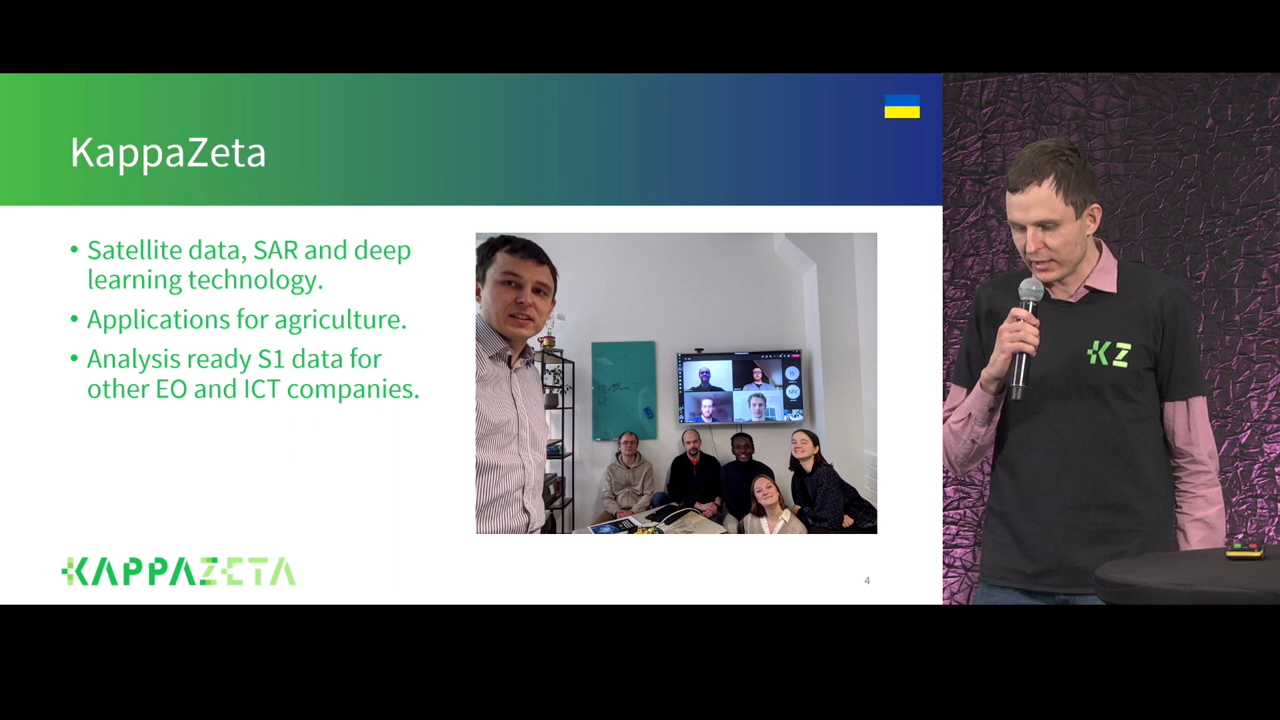 KappaZeta
• Satellite data, SAR and deep
learning technology.
• Applications for agriculture.
• Analysis ready S1 data for
other EO and ICT companies.
KAPPAZETA
4
KZ